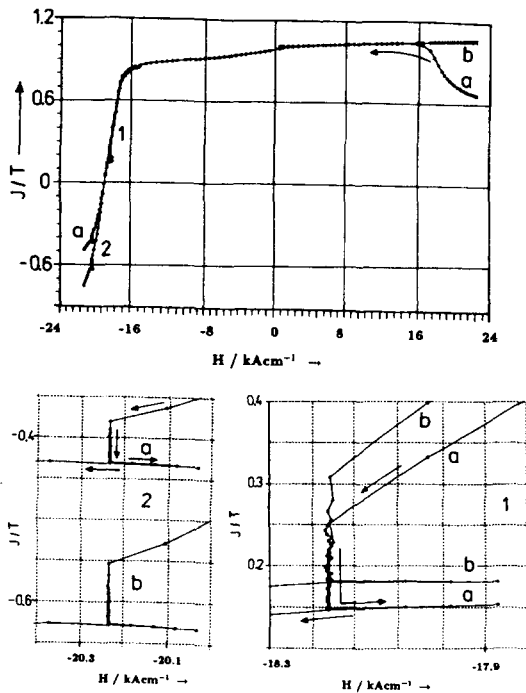 1.2
0.6
0
-0.6
J/T
b
a
1
a
2
-24 -16 -8 0 8 16 24
H / kAcm⁻¹ →
-0.4
-0.6
J/T
a
2
b
-20.3 -20.1
H / kAcm⁻¹ →
0.4
0.3
0.2
J/T
b
a
1
b
a
-18.3 -17.9
H / kAcm⁻¹ →